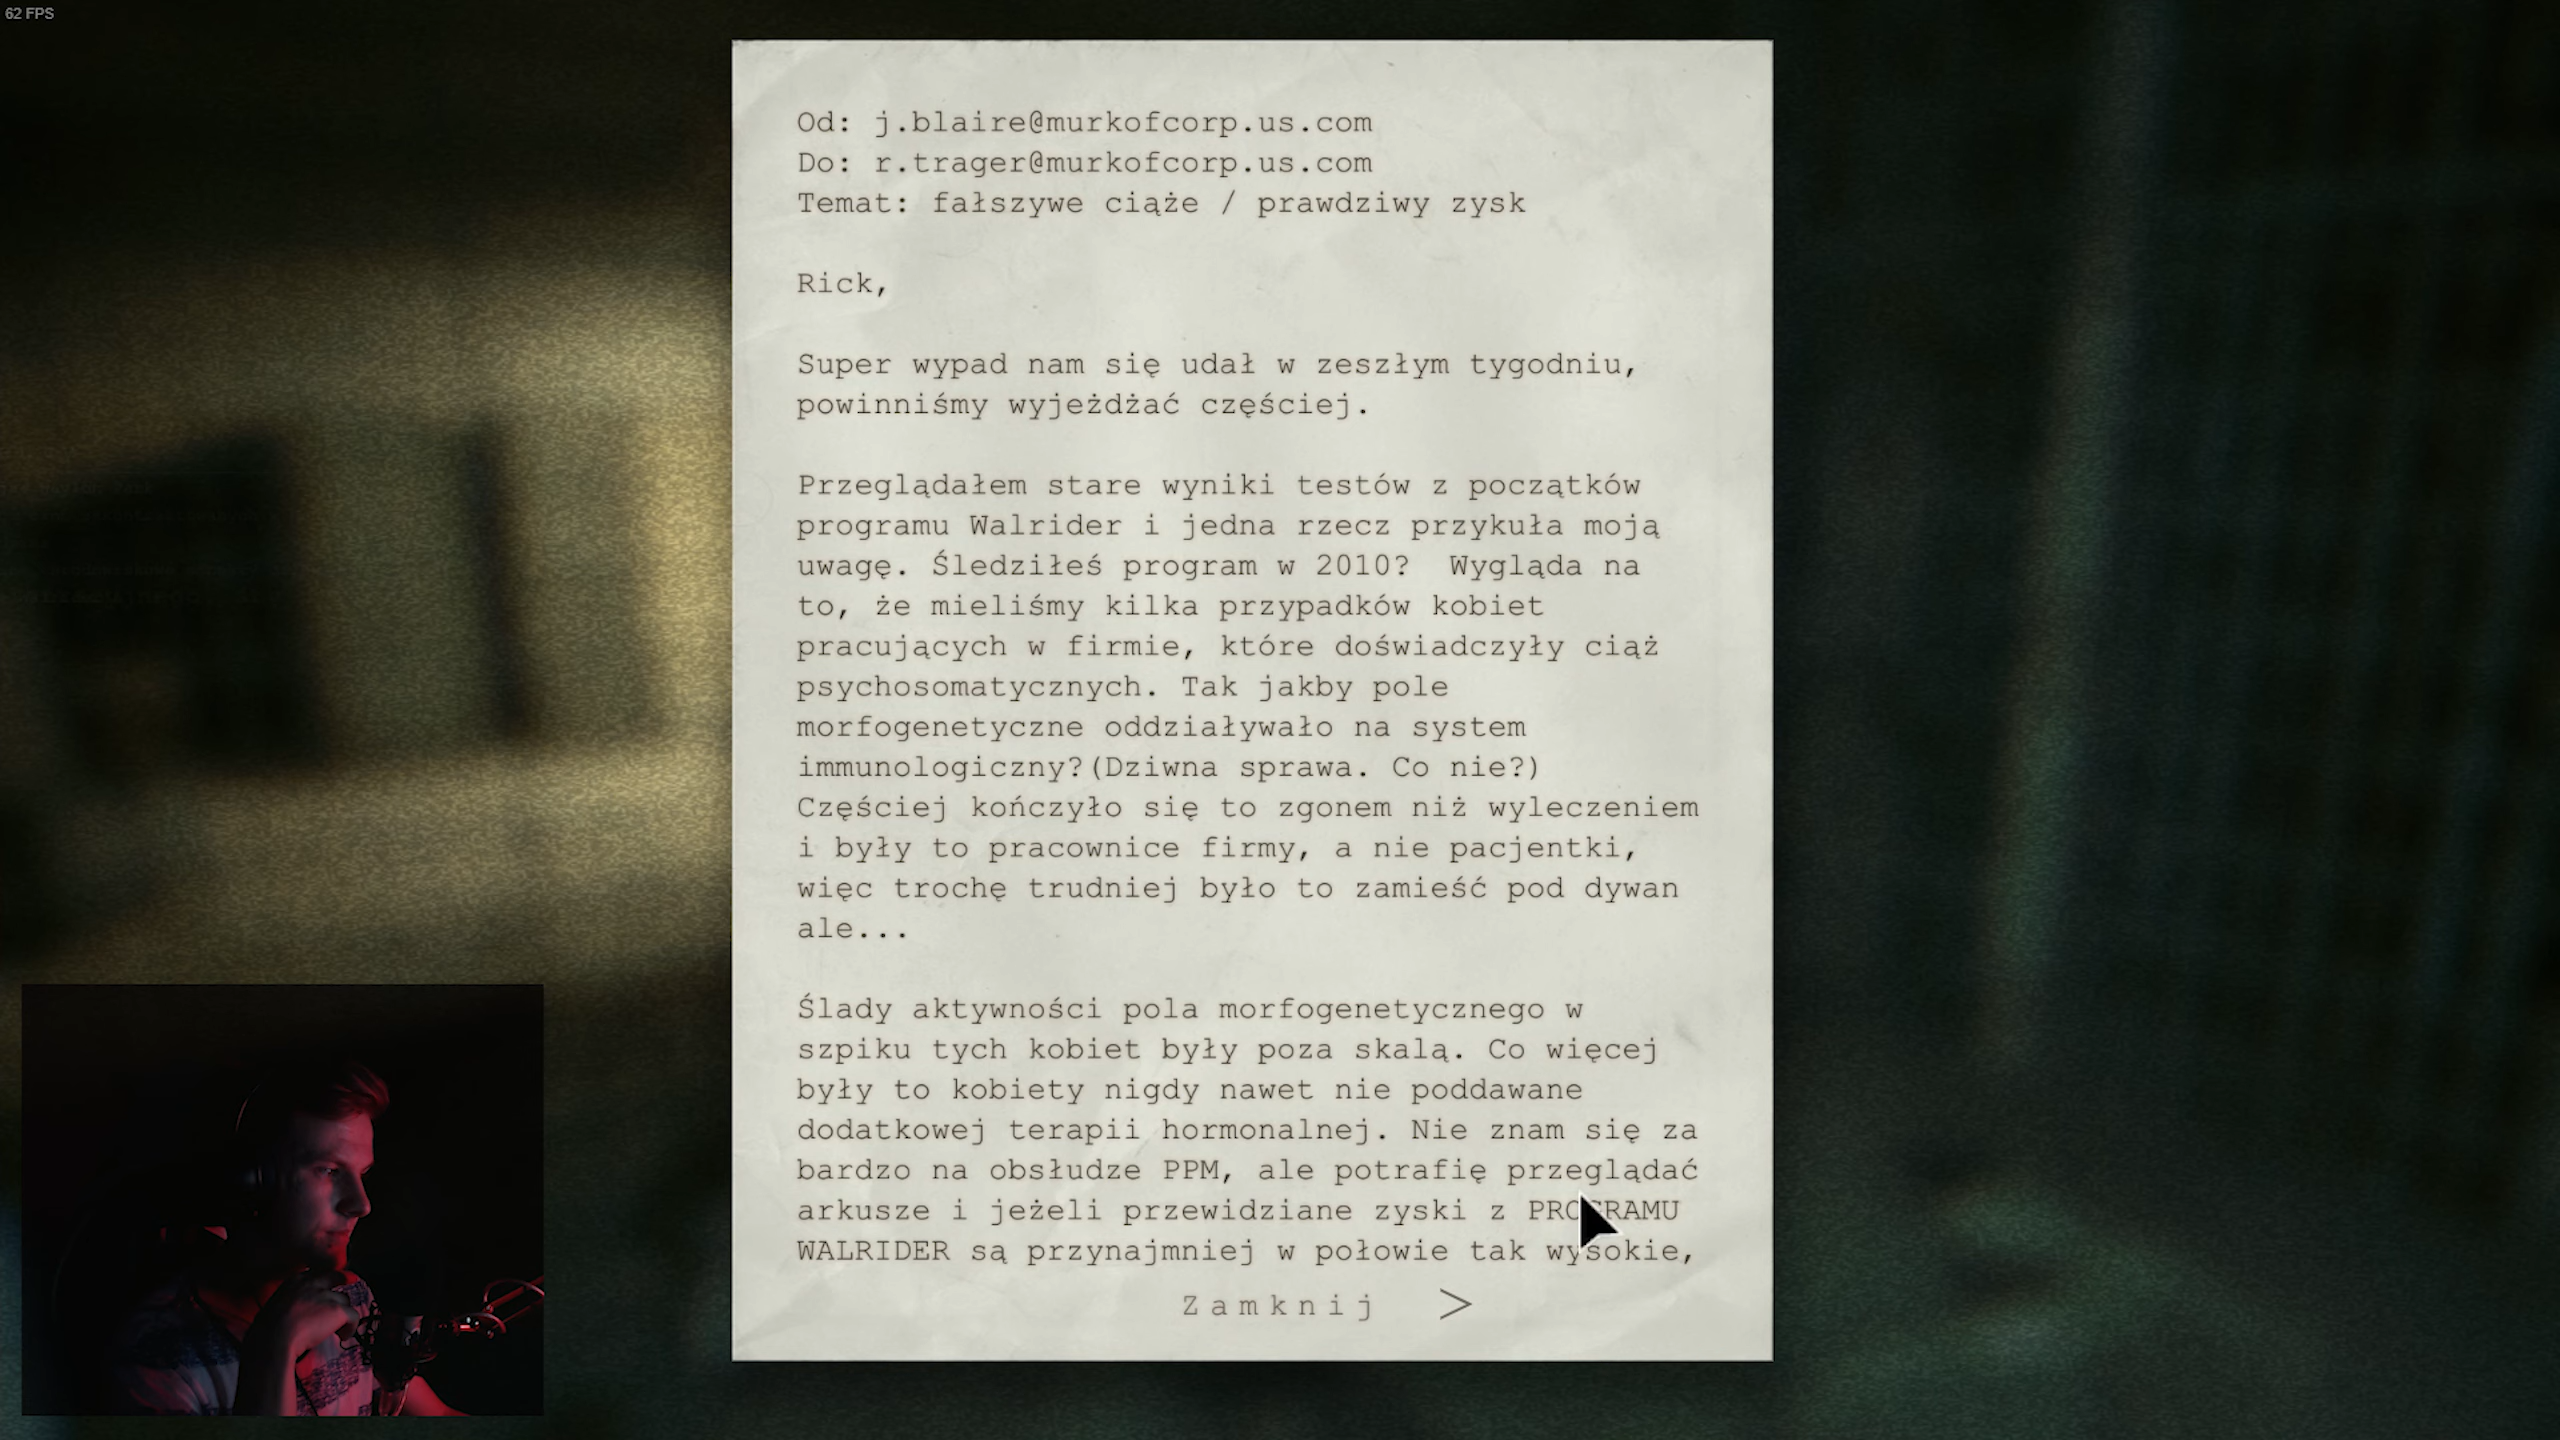 62 FPS
Od: j.blaire@murkofcorp.us.com
Do: r.trager@murkofcorp.us.com
Temat: fałszywe ciąże / prawdziwy zysk
Rick,
Super wypad nam się udał w zeszłym tygodniu,
powinniśmy wyjeżdżać częściej.
Przeglądałem stare wyniki testów z początków
programu Walrider i jedna rzecz przykuła moją
uwagę. Śledziłeś program w 2010?  Wygląda na
to, że mieliśmy kilka przypadków kobiet
pracujących w firmie, które doświadczyły ciąż
psychosomatycznych. Tak jakby pole
morfogenetyczne oddziaływało na system
immunologiczny?(Dziwna sprawa. Co nie?)
Częściej kończyło się to zgonem niż wyleczeniem
i były to pracownice firmy, a nie pacjentki,
więc trochę trudniej było to zamieść pod dywan
ale...
Ślady aktywności pola morfogenetycznego w
szpiku tych kobiet były poza skalą. Co więcej
były to kobiety nigdy nawet nie poddawane
dodatkowej terapii hormonalnej. Nie znam się za
bardzo na obsłudze PPM, ale potrafię przeglądać
arkusze i jeżeli przewidziane zyski z PROGRAMU
WALRIDER są przynajmniej w połowie tak wysokie,
Zamknij >